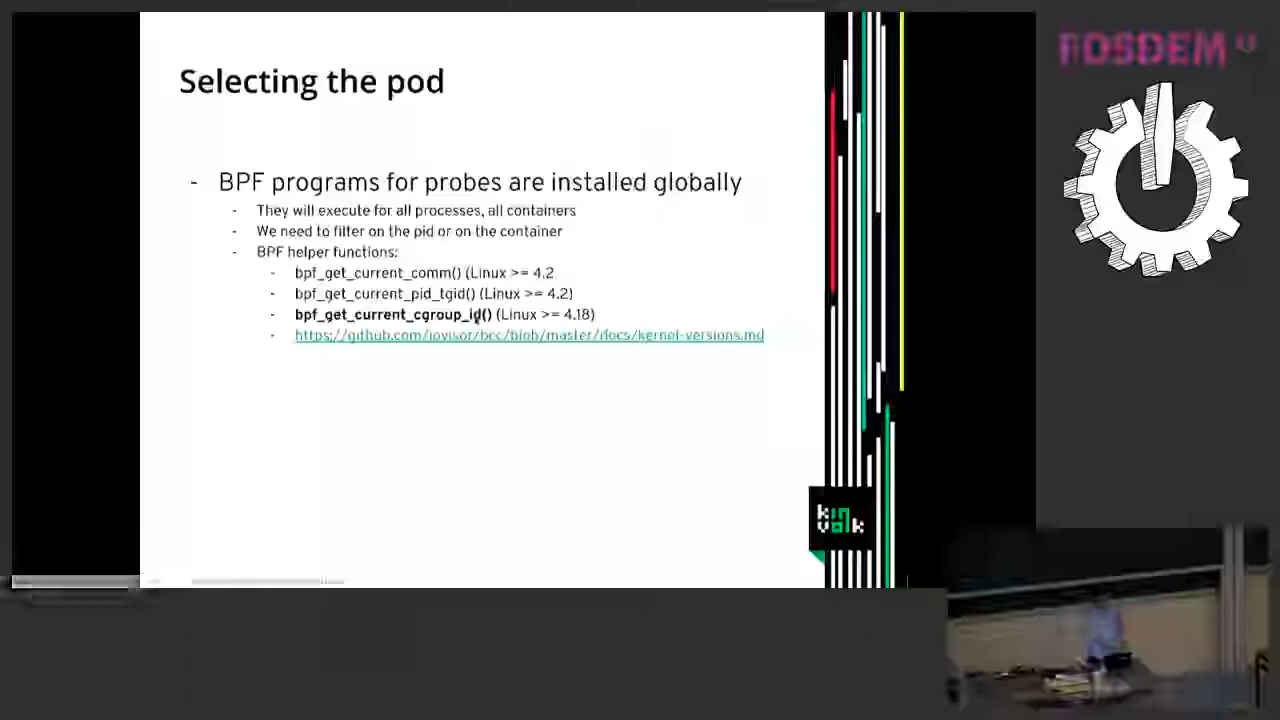 FOSDEM
Selecting the pod
- BPF programs for probes are installed globally
- They will execute for all processes, all containers
- We need to filter on the pid or on the container
- BPF helper functions:
- bpf_get_current_comm() (Linux >= 4.2
- bpf_get_current_pid_tgid() (Linux >= 4.2)
- bpf_get_current_cgroup_id() (Linux >= 4.18)
- https://github.com/iovisor/bcc/blob/master/docs/kernel-versions.md
kin
volk